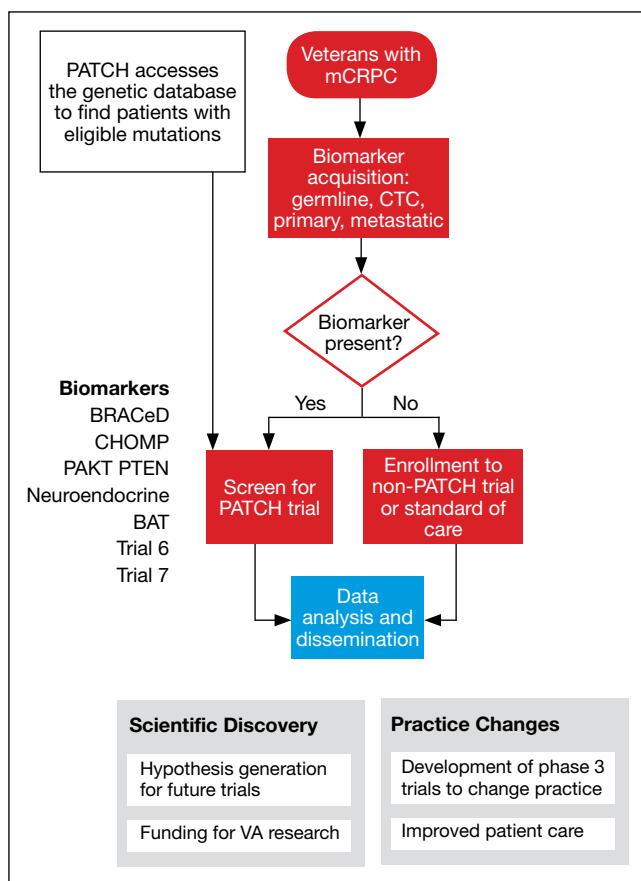 PATCH accesses
the genetic database
to find patients with
eligible mutations
Veterans with
mCRPC
Biomarker
acquisition:
germline, CTC,
primary, metastatic
Biomarker
present?
Yes
No
Biomarkers
BRACeD
CHOMP
PAKT PTEN
Neuroendocrine
BAT
Trial 6
Trial 7
Screen for
PATCH trial
Enrollment to
non-PATCH trial
or standard of
care
Data
analysis and
dissemination
Scientific Discovery
Hypothesis generation
for future trials
Funding for VA research
Practice Changes
Development of phase 3
trials to change practice
Improved patient care